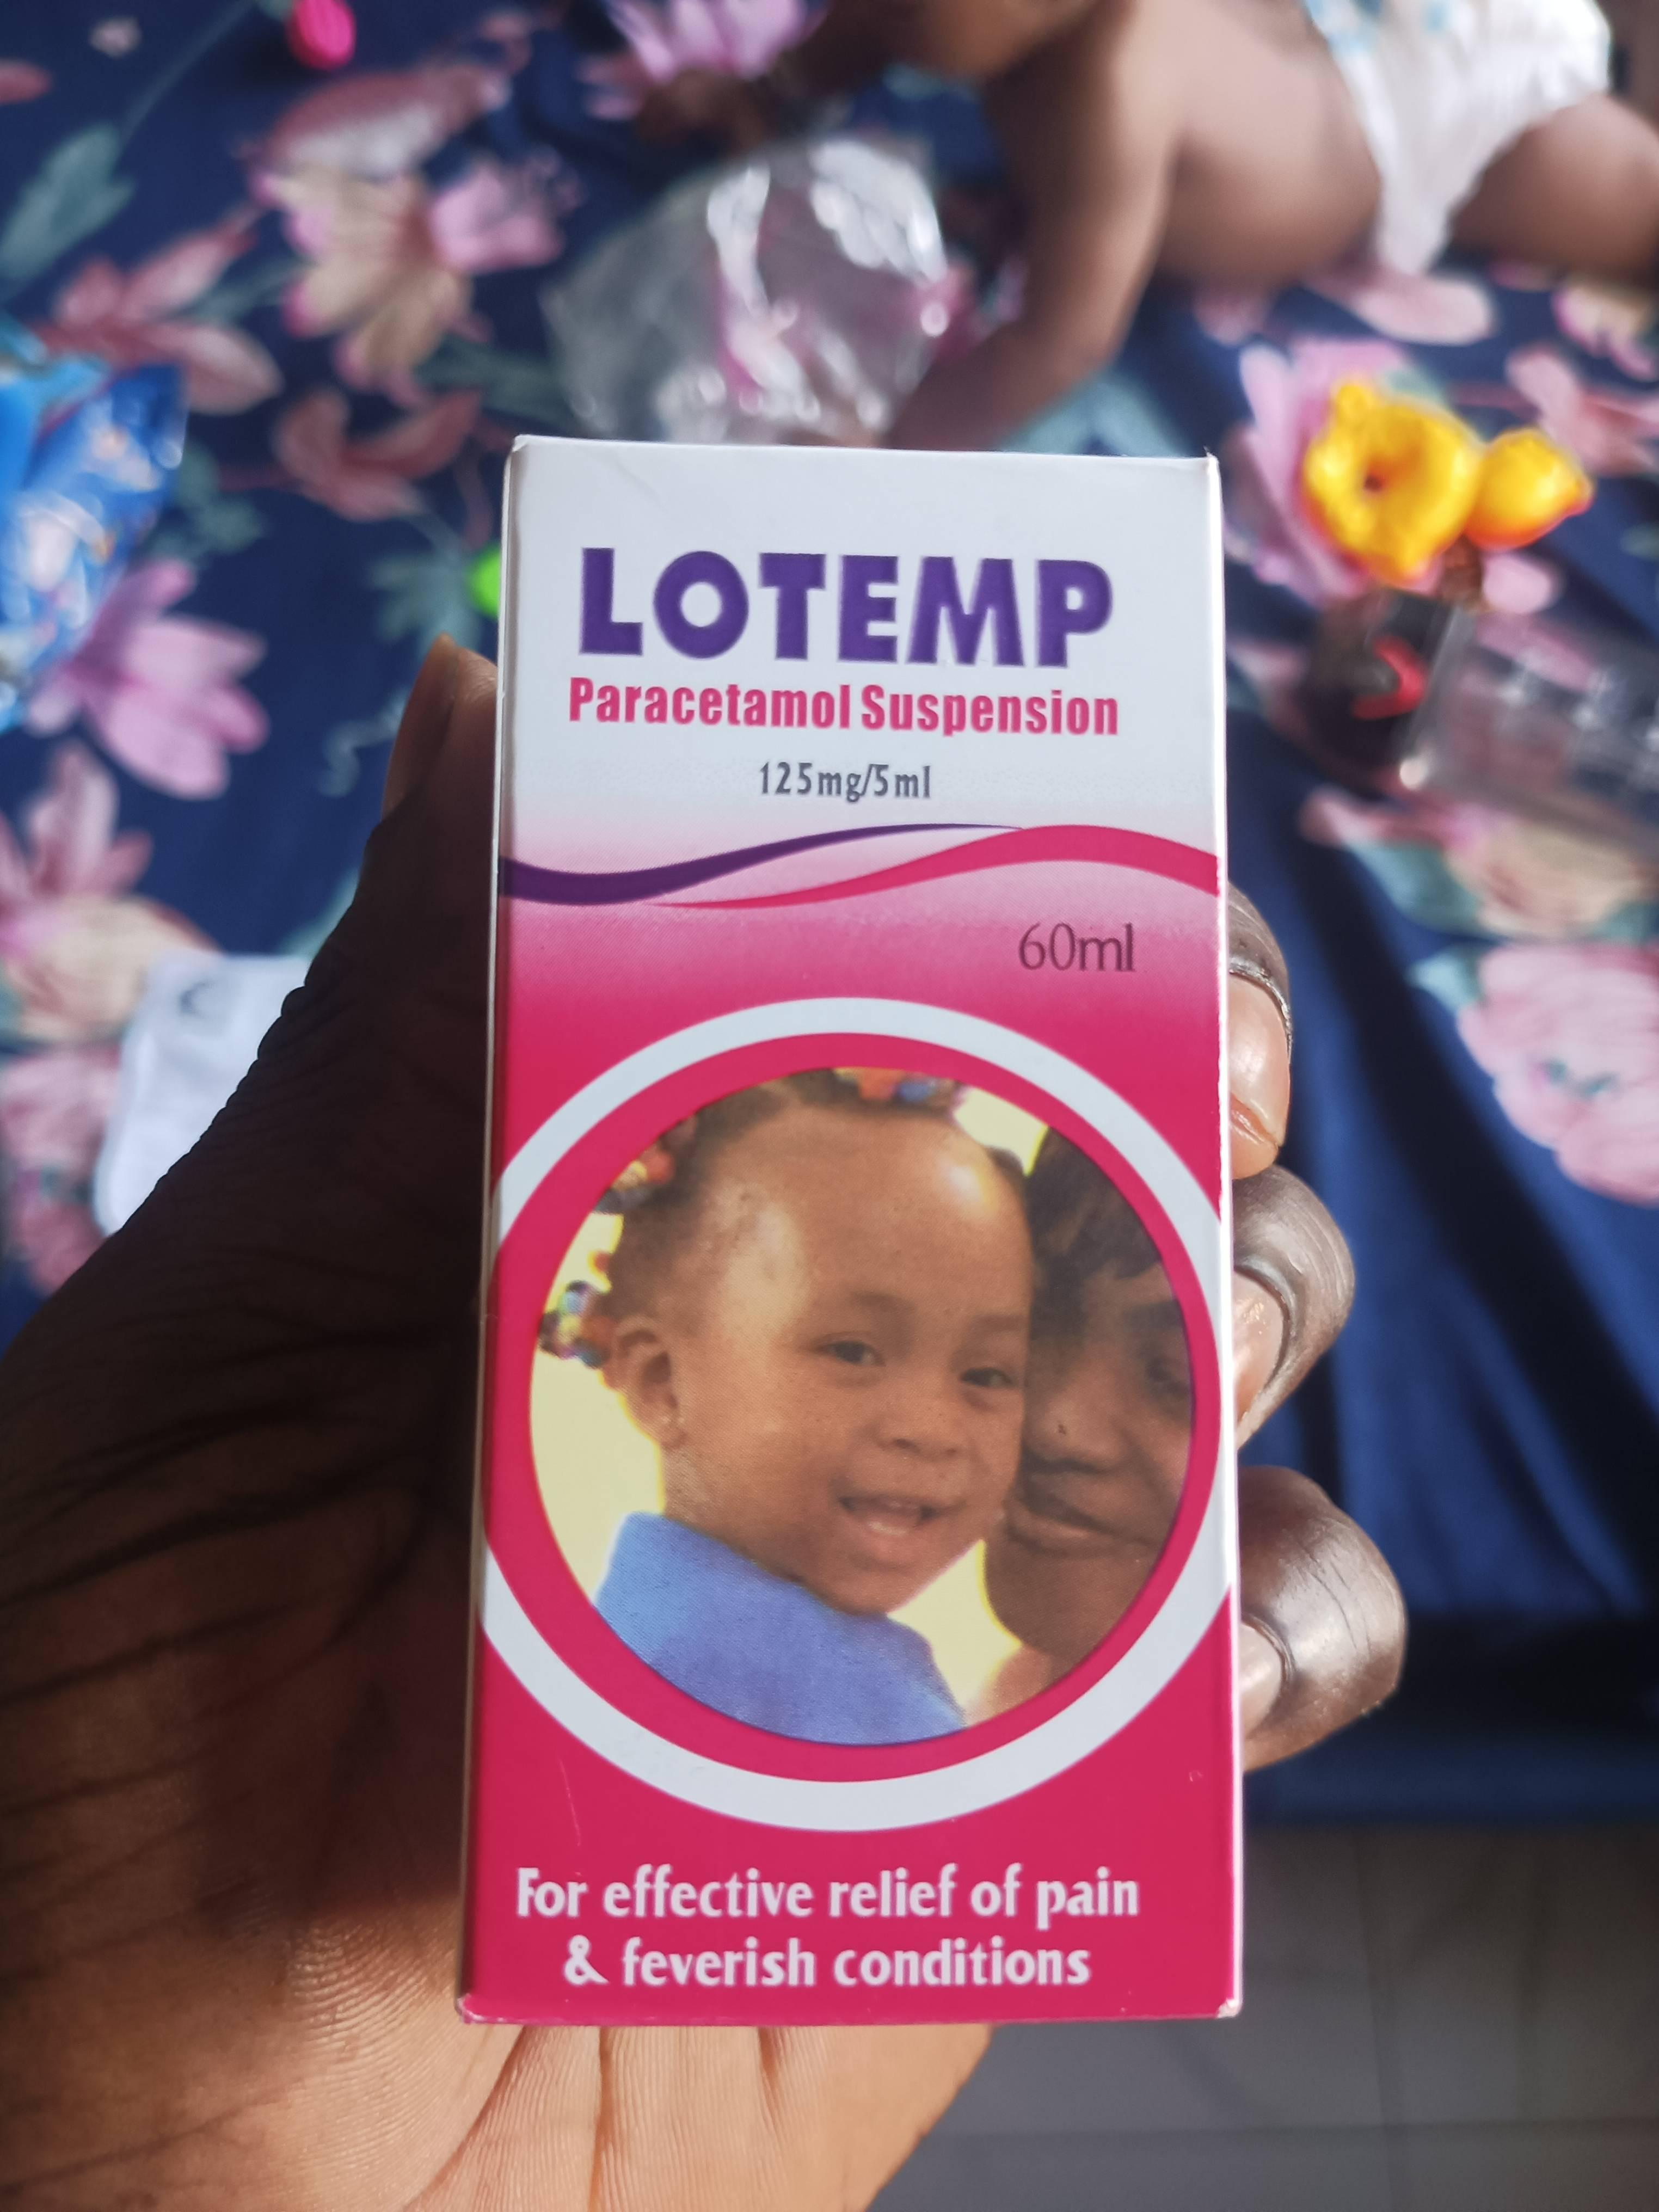 LOTEMP
Paracetamol Suspension
125mg/5ml
60ml
For effective relief of pain
& feverish conditions